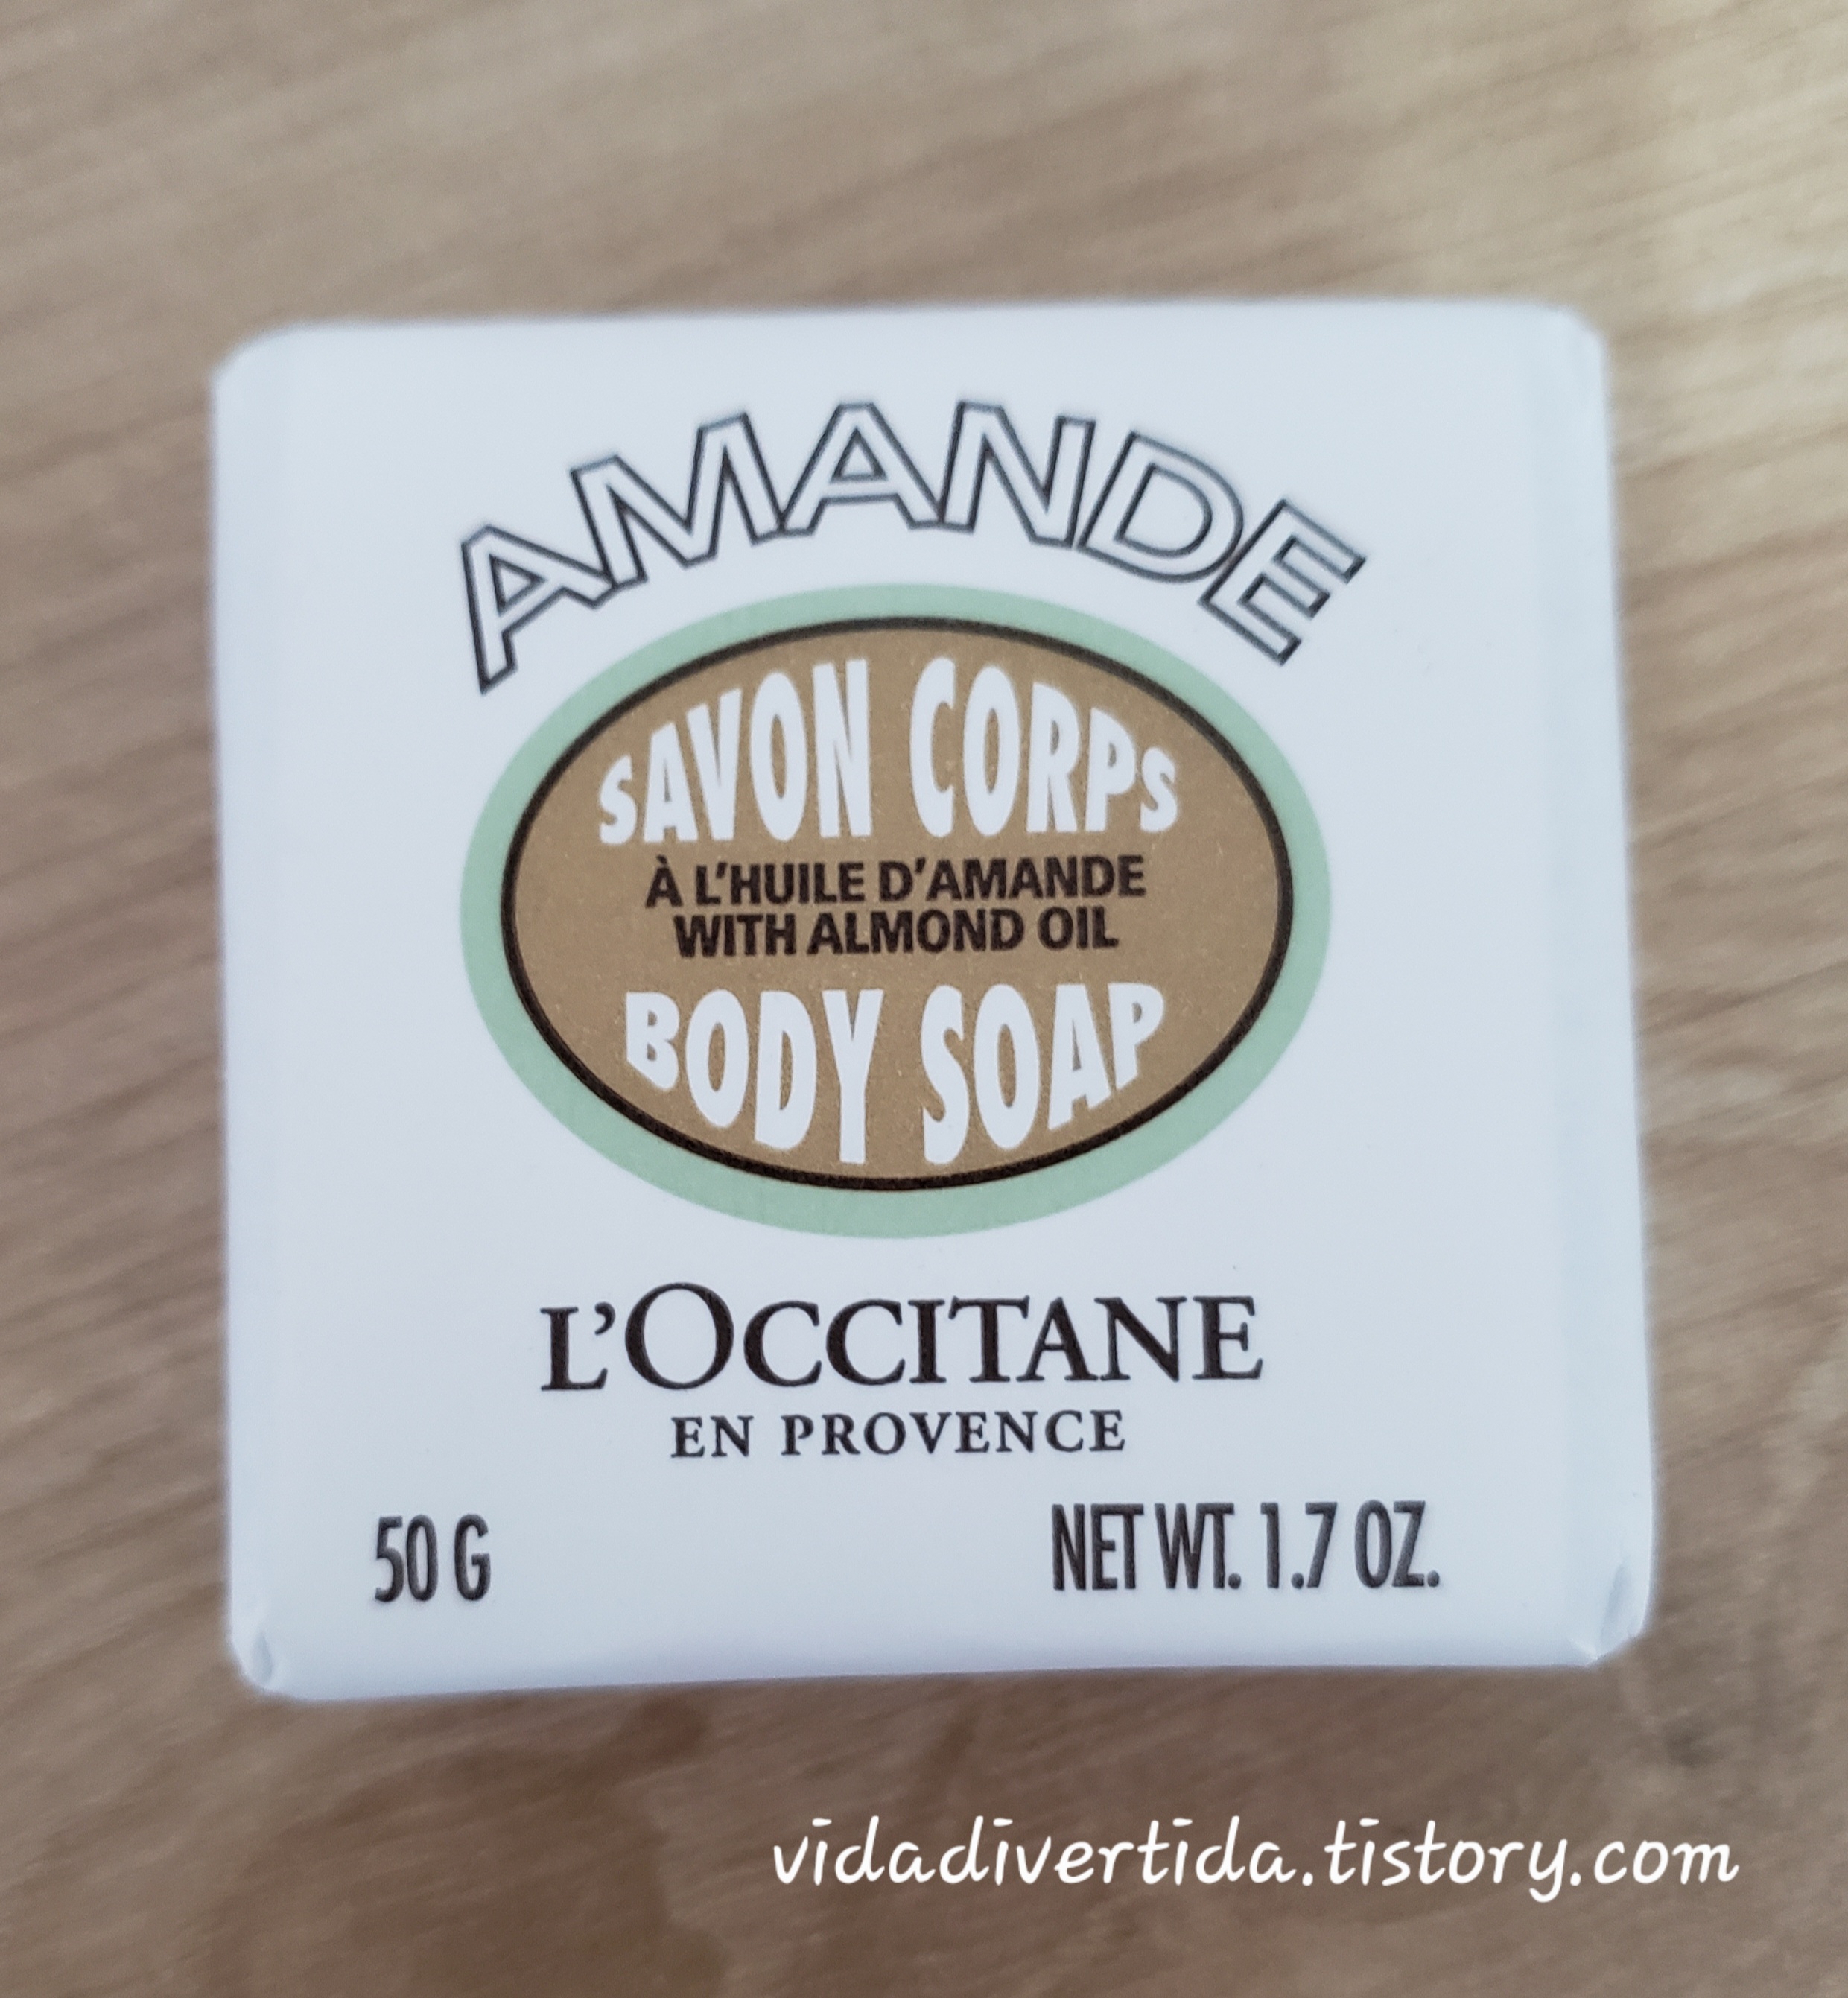 AMANDE
SAVON CORPS
À L'HUILE D'AMANDE
WITH ALMOND OIL
BODY SOAP
L'OCCITANE
EN PROVENCE
50 G NET WT. 1.7 OZ.
vidadivertida.tistory.com